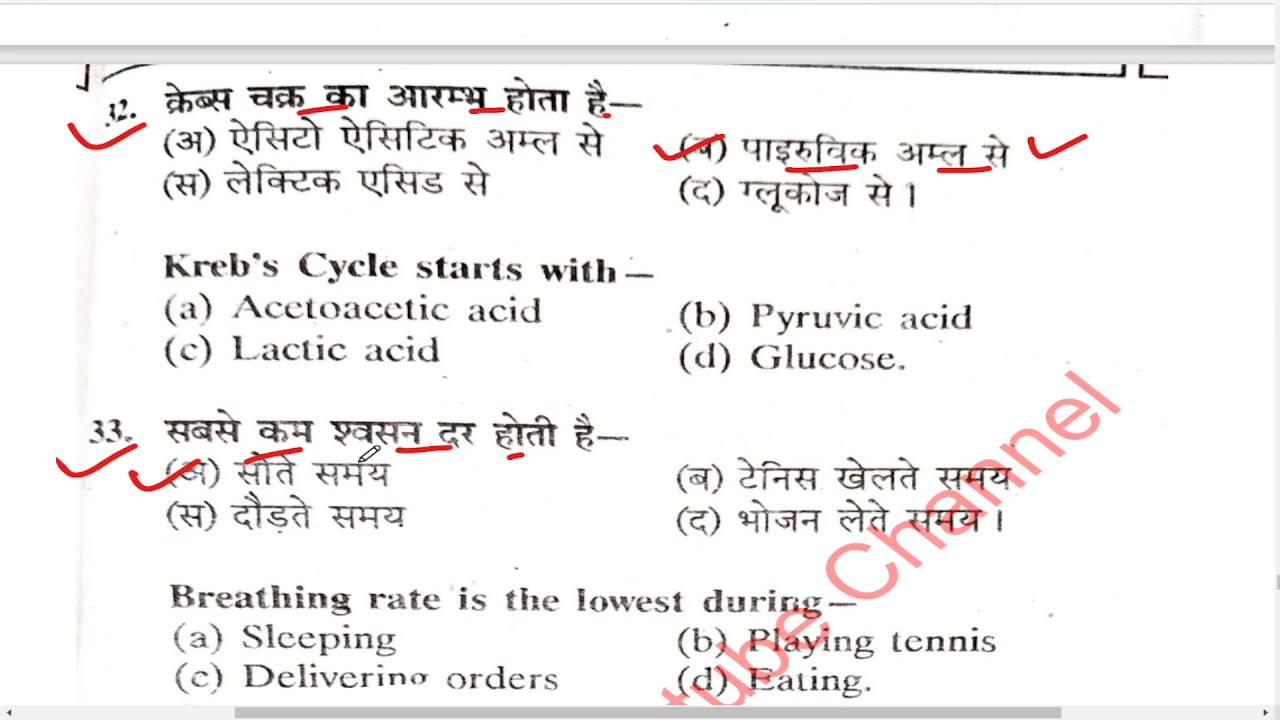 32. क्रेब्स चक्र का आरम्भ होता है—
(अ) ऐसिटो ऐसिटिक अम्ल से (ब) पाइरुविक अम्ल से
(स) लेक्टिक एसिड से (द) ग्लूकोज से।
Kreb's Cycle starts with—
(a) Acetoacetic acid (b) Pyruvic acid
(c) Lactic acid (d) Glucose.
33. सबसे कम श्वसन दर होती है—
(अ) सोते समय (ब) टेनिस खेलते समय
(स) दौड़ते समय (द) भोजन लेते समय।
Breathing rate is the lowest during—
(a) Sleeping (b) Playing tennis
(c) Delivering orders (d) Eating.
tube Channel